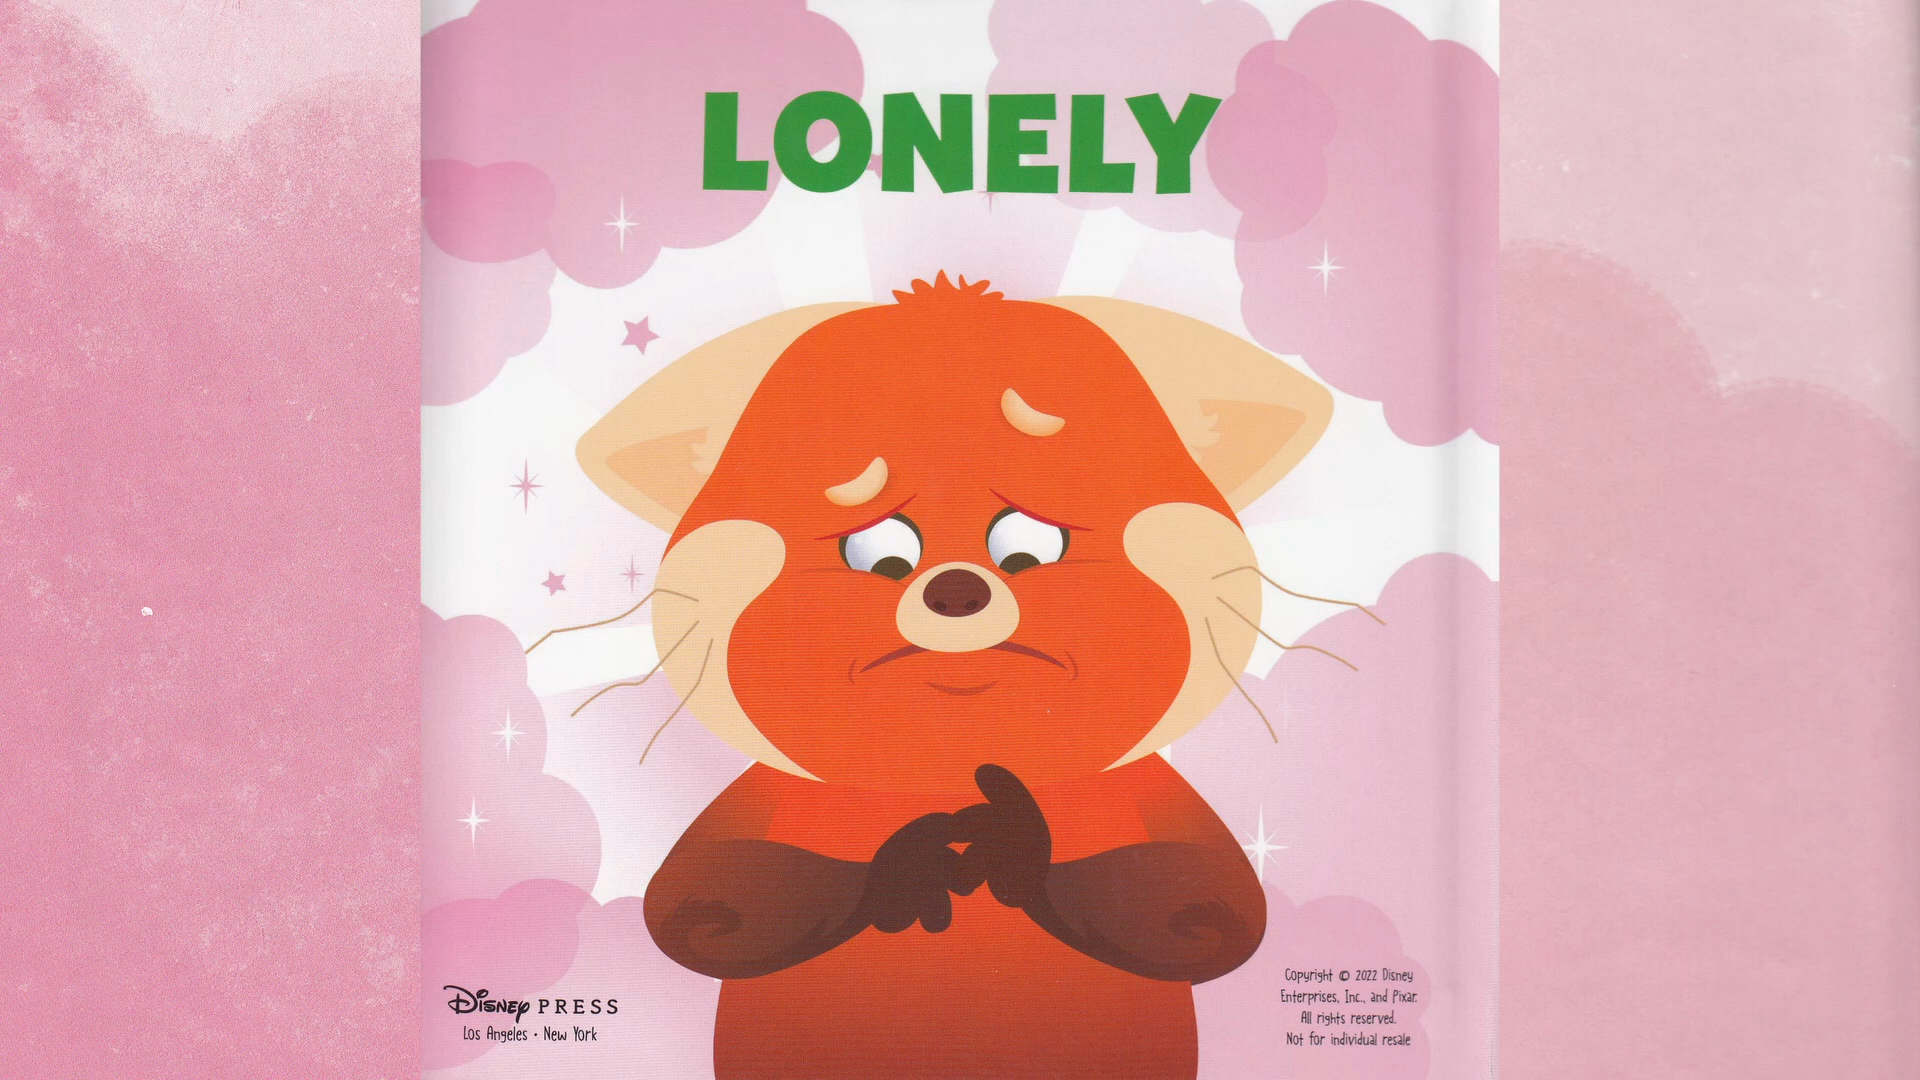 LONELY
Disney PRESS
Los Angeles • New York
Copyright © 2022 Disney
Enterprises, Inc., and Pixar.
All rights reserved.
Not for individual resale